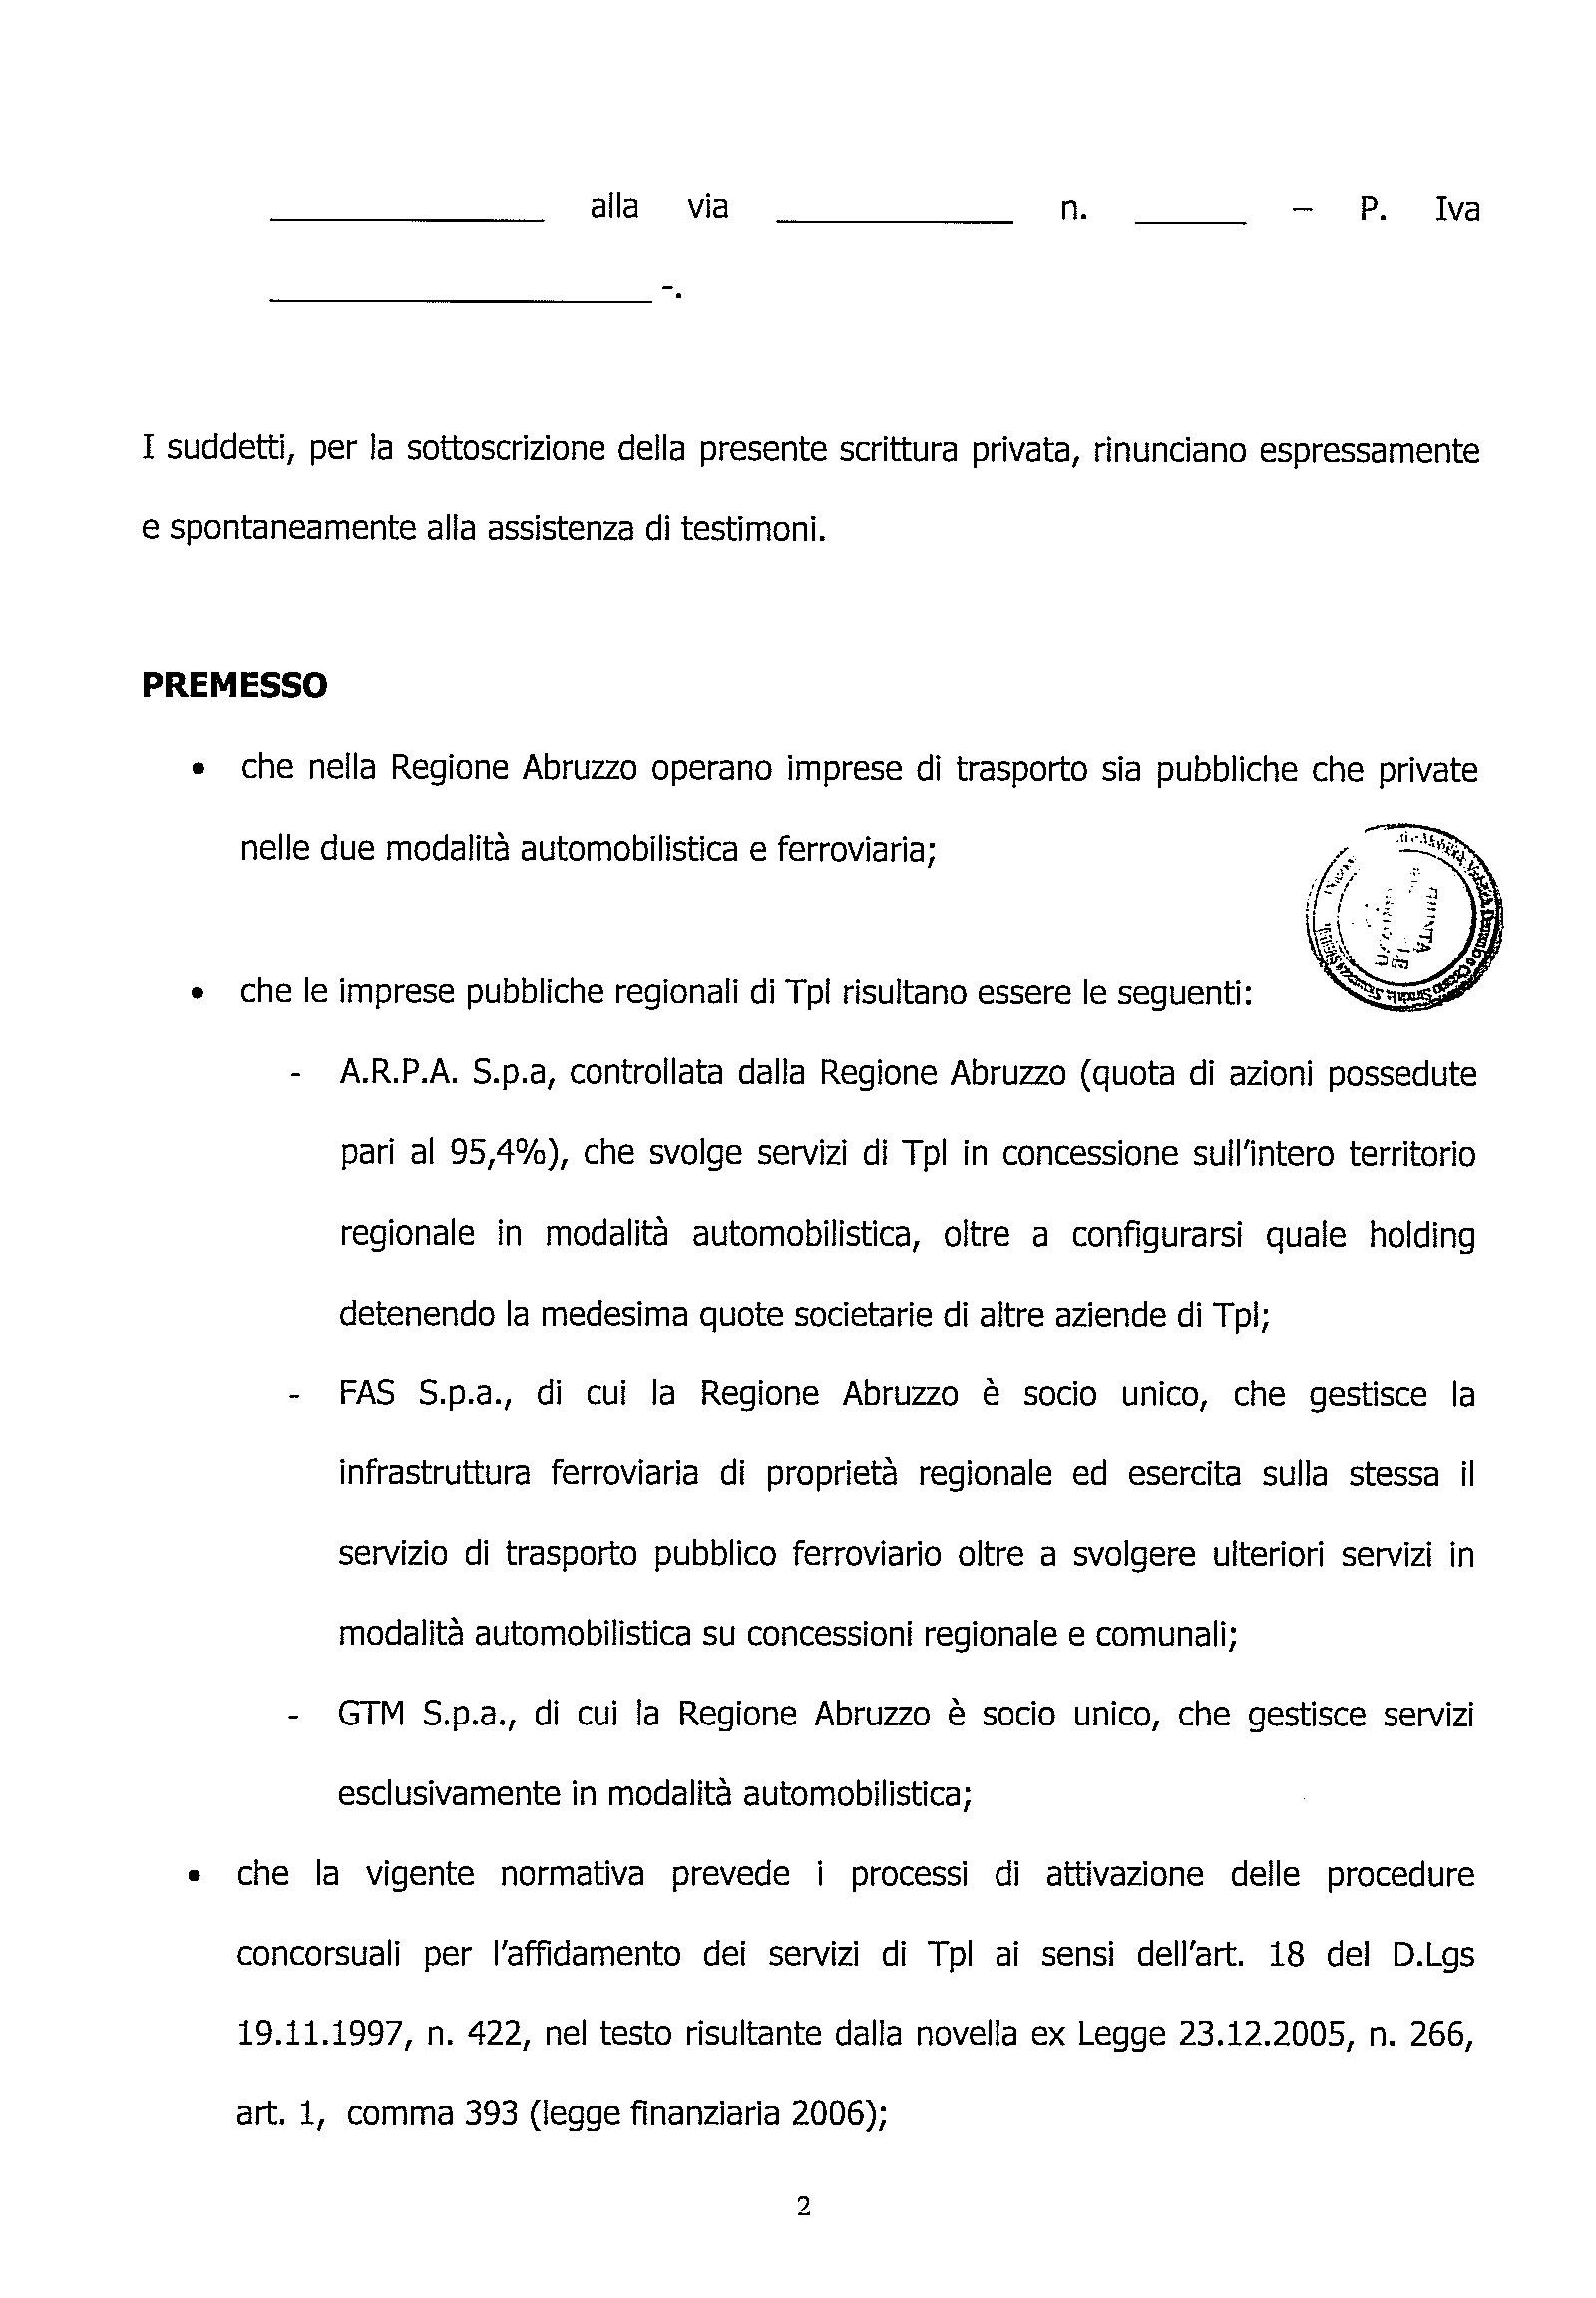 ______________ alla via ____________ n. ______ – P. Iva
____________________ -.
I suddetti, per la sottoscrizione della presente scrittura privata, rinunciano espressamente
e spontaneamente alla assistenza di testimoni.
PREMESSO
• che nella Regione Abruzzo operano imprese di trasporto sia pubbliche che private
nelle due modalità automobilistica e ferroviaria;
GIUNTA
• che le imprese pubbliche regionali di Tpl risultano essere le seguenti:
- A.R.P.A. S.p.a, controllata dalla Regione Abruzzo (quota di azioni possedute
pari al 95,4%), che svolge servizi di Tpl in concessione sull'intero territorio
regionale in modalità automobilistica, oltre a configurarsi quale holding
detenendo la medesima quote societarie di altre aziende di Tpl;
- FAS S.p.a., di cui la Regione Abruzzo è socio unico, che gestisce la
infrastruttura ferroviaria di proprietà regionale ed esercita sulla stessa il
servizio di trasporto pubblico ferroviario oltre a svolgere ulteriori servizi in
modalità automobilistica su concessioni regionale e comunali;
- GTM S.p.a., di cui la Regione Abruzzo è socio unico, che gestisce servizi
esclusivamente in modalità automobilistica;
• che la vigente normativa prevede i processi di attivazione delle procedure
concorsuali per l'affidamento dei servizi di Tpl ai sensi dell'art. 18 del D.Lgs
19.11.1997, n. 422, nel testo risultante dalla novella ex Legge 23.12.2005, n. 266,
art. 1, comma 393 (legge finanziaria 2006);
2